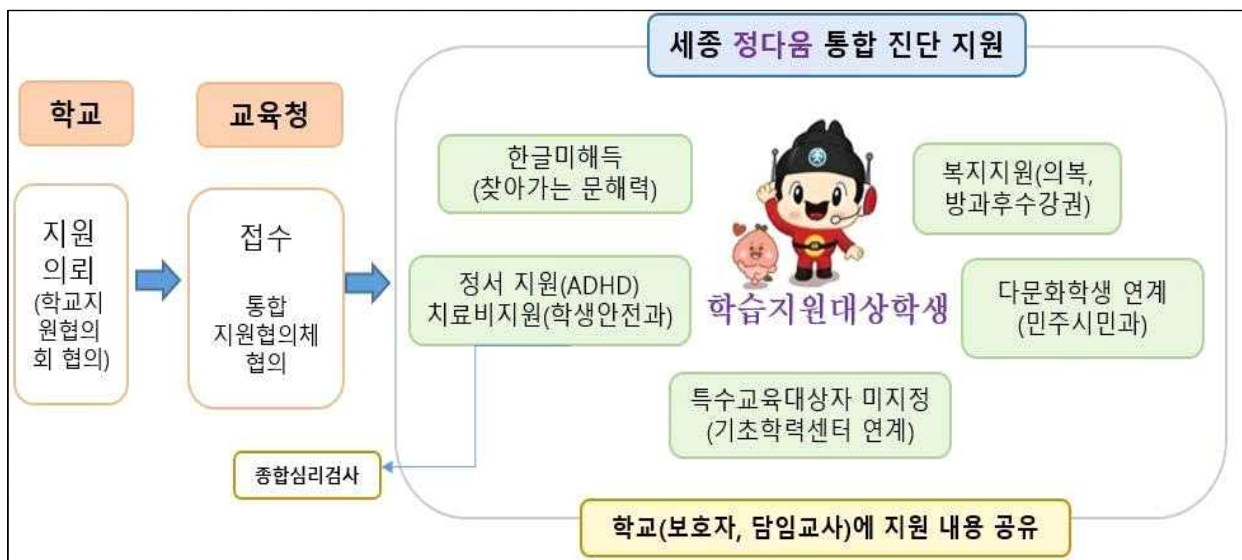 세종 정다움 통합 진단 지원
학교
교육청
지원
의뢰
(학교지
원협의
회 협의)
접수
통합
지원협의체
협의
한글미해득
(찾아가는 문해력)
복지지원(의복,
방과후수강권)
정서 지원(ADHD)
치료비지원(학생안전과)
학습지원대상학생
다문화학생 연계
(민주시민과)
특수교육대상자 미지정
(기초학력센터 연계)
종합심리검사
학교(보호자, 담임교사)에 지원 내용 공유